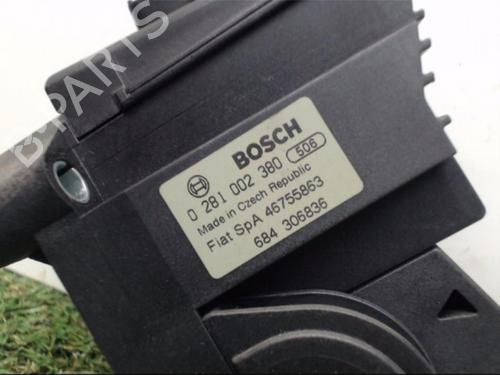 BOSCH
0 281 002 380 506
Made in Czech Republic
Fiat SpA 46755863
684 306836
B-PARTS